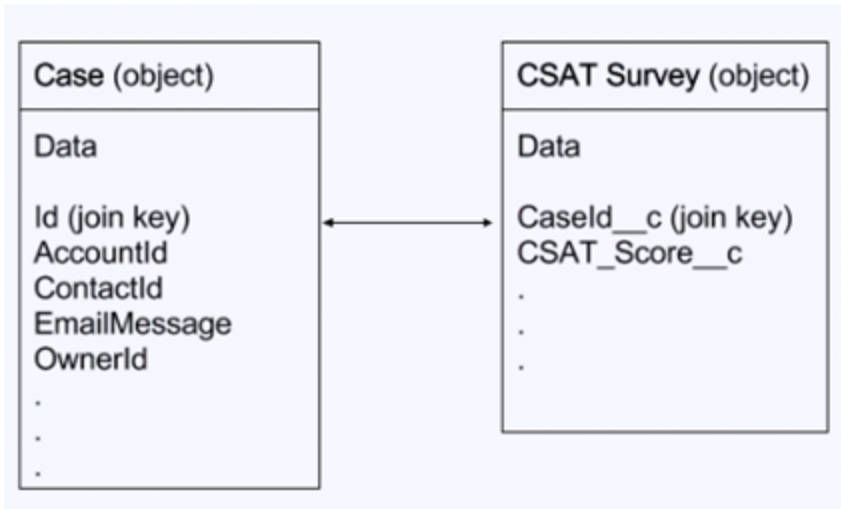 Case (object)
Data
Id (join key)
AccountId
ContactId
EmailMessage
OwnerId
.
.
.
CSAT Survey (object)
Data
CaseId__c (join key)
CSAT_Score__c
.
.
.